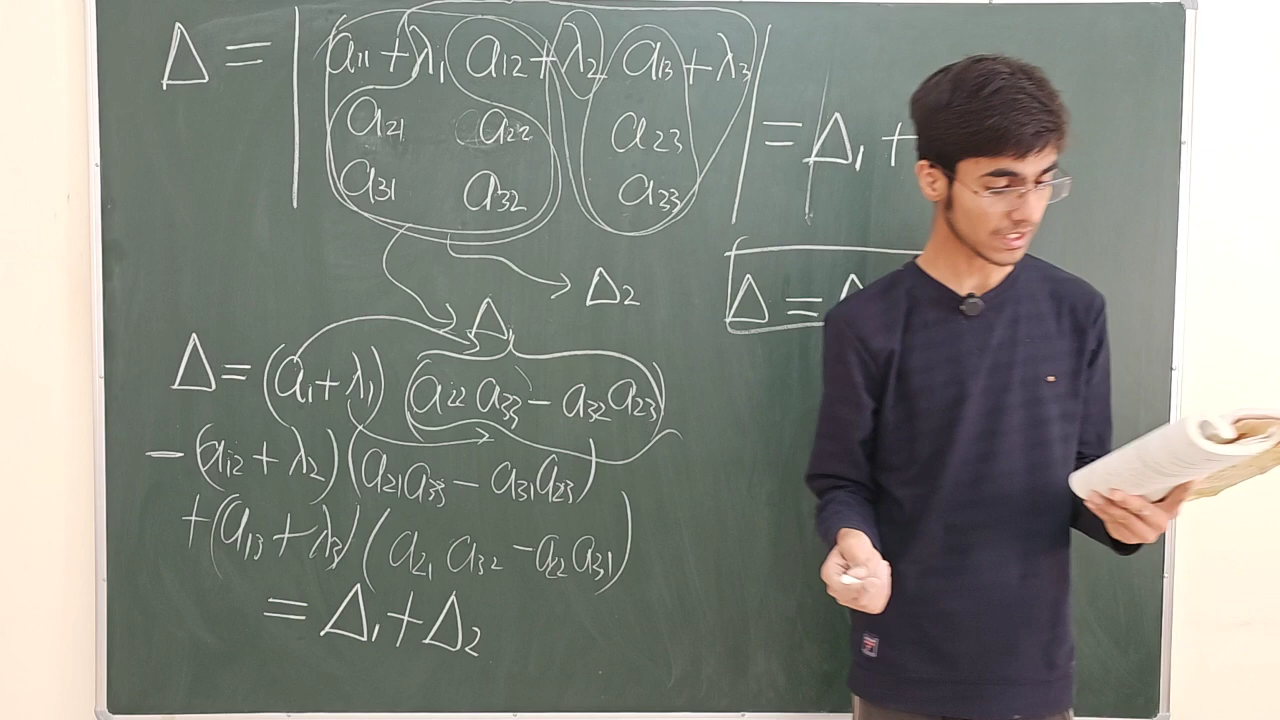 Δ = | a₁₁ + λ₁ a₁₂ + λ₂ a₁₃ + λ₃ | = Δ₁ +
a₂₁ a₂₂ a₂₃
a₃₁ a₃₂ a₃₃
Δ₂
Δ =
Δ₁
Δ = (a₁ + λ₁) (a₂₂ a₃₃ - a₃₂ a₂₃)
- (a₁₂ + λ₂) (a₂₁ a₃₃ - a₃₁ a₂₃)
+ (a₁₃ + λ₃) (a₂₁ a₃₂ - a₂₂ a₃₁)
= Δ₁ + Δ₂